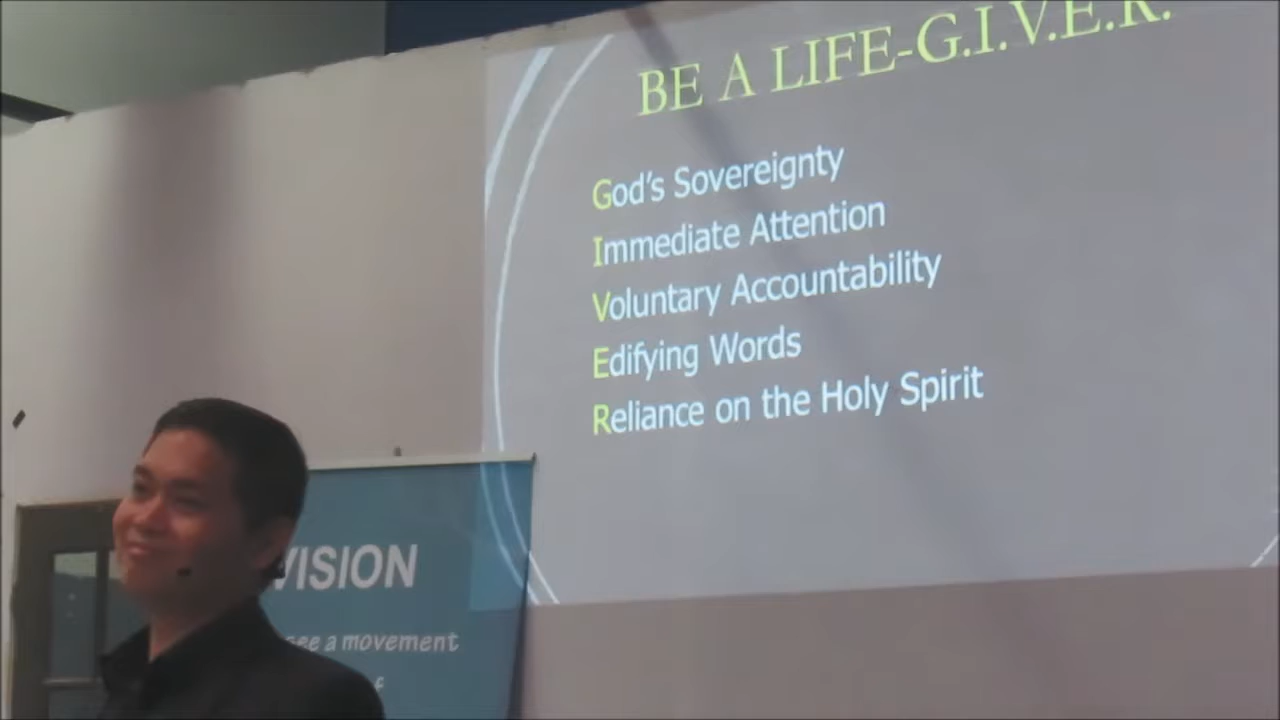 BE A LIFE-G.I.V.E.R.
God's Sovereignty
Immediate Attention
Voluntary Accountability
Edifying Words
Reliance on the Holy Spirit
VISION
see a movement